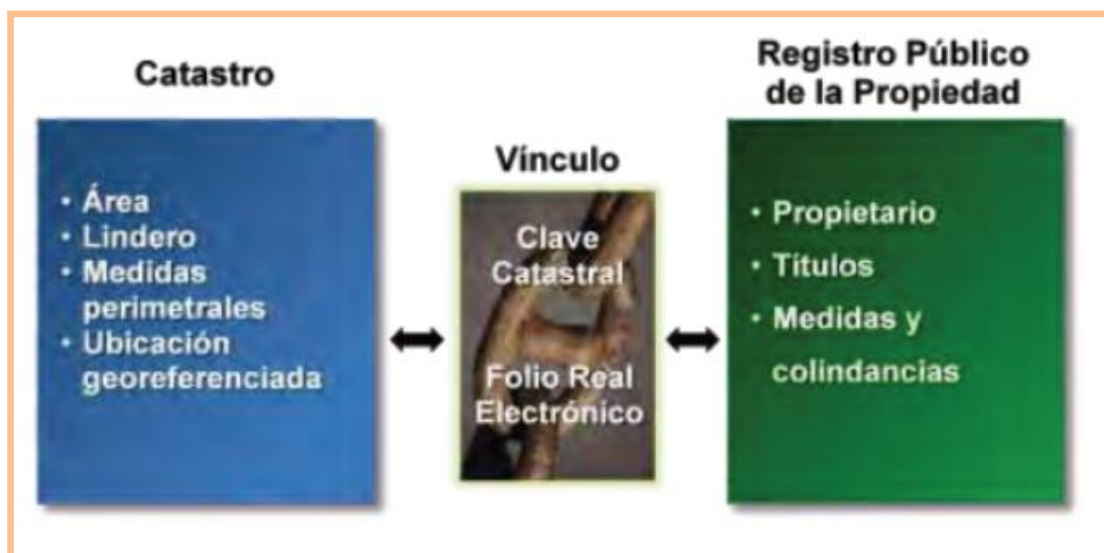 Catastro
• Área
• Lindero
• Medidas
perimetrales
• Ubicación
georeferenciada
Vínculo
Clave
Catastral
Folio Real
Electrónico
Registro Público
de la Propiedad
• Propietario
• Títulos
• Medidas y
colindancias